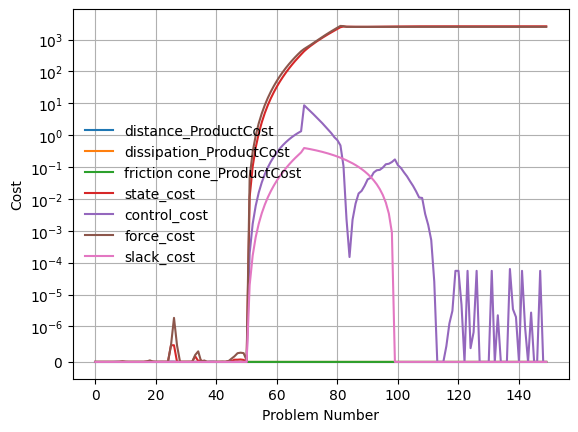 10³
10²
10¹
10⁰
10⁻¹
10⁻²
10⁻³
10⁻⁴
10⁻⁵
10⁻⁶
0
Cost
distance_ProductCost
dissipation_ProductCost
friction cone_ProductCost
state_cost
control_cost
force_cost
slack_cost
0 20 40 60 80 100 120 140
Problem Number